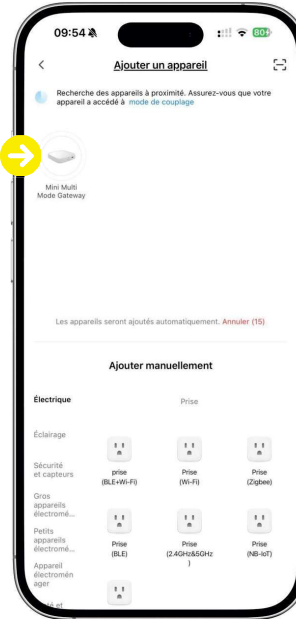 09:54
80
Ajouter un appareil
Recherche des appareils à proximité. Assurez-vous que votre
appareil a accédé à mode de couplage
Mini Multi
Mode Gateway
Les appareils seront ajoutés automatiquement. Annuler (15)
Ajouter manuellement
Électrique
Prise
Éclairage
Sécurité
et capteurs
Gros
appareils
électromé...
Petits
appareils
électromé...
Appareil
électromén
ager
prise
(BLE+Wi-Fi)
Prise
(Wi-Fi)
Prise
(Zigbee)
Prise
(BLE)
Prise
(2.4GHz&5GHz
)
Prise
(NB-IoT)